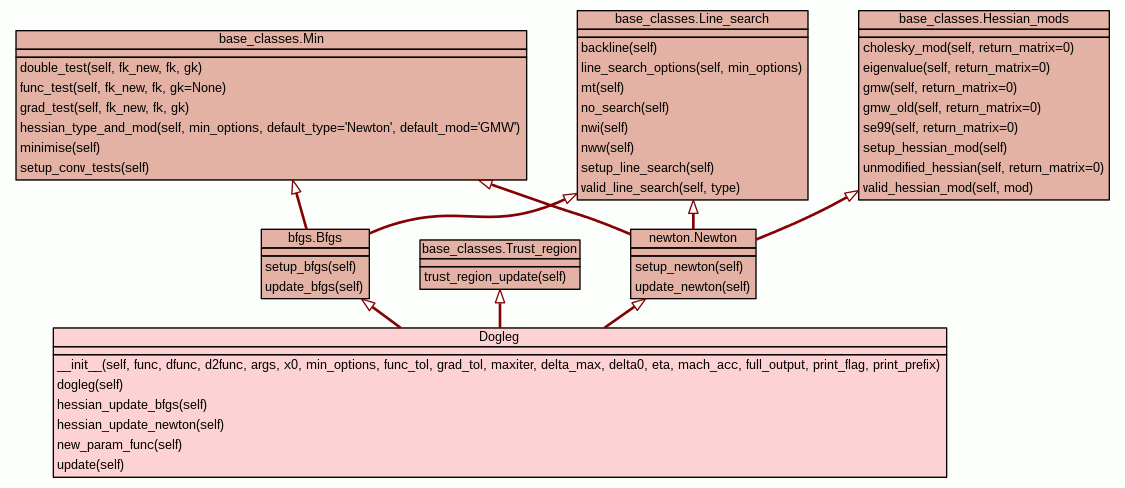 base_classes.Min
double_test(self, fk_new, fk, gk)
func_test(self, fk_new, fk, gk=None)
grad_test(self, fk_new, fk, gk)
hessian_type_and_mod(self, min_options, default_type='Newton', default_mod='GMW')
minimise(self)
setup_conv_tests(self)
base_classes.Line_search
backline(self)
line_search_options(self, min_options)
mt(self)
no_search(self)
nwi(self)
nww(self)
setup_line_search(self)
valid_line_search(self, type)
base_classes.Hessian_mods
cholesky_mod(self, return_matrix=0)
eigenvalue(self, return_matrix=0)
gmw(self, return_matrix=0)
gmw_old(self, return_matrix=0)
se99(self, return_matrix=0)
setup_hessian_mod(self)
unmodified_hessian(self, return_matrix=0)
valid_hessian_mod(self, mod)
bfgs.Bfgs
setup_bfgs(self)
update_bfgs(self)
base_classes.Trust_region
trust_region_update(self)
newton.Newton
setup_newton(self)
update_newton(self)
Dogleg
__init__(self, func, dfunc, d2func, args, x0, min_options, func_tol, grad_tol, maxiter, delta_max, delta0, eta, mach_acc, full_output, print_flag, print_prefix)
dogleg(self)
hessian_update_bfgs(self)
hessian_update_newton(self)
new_param_func(self)
update(self)